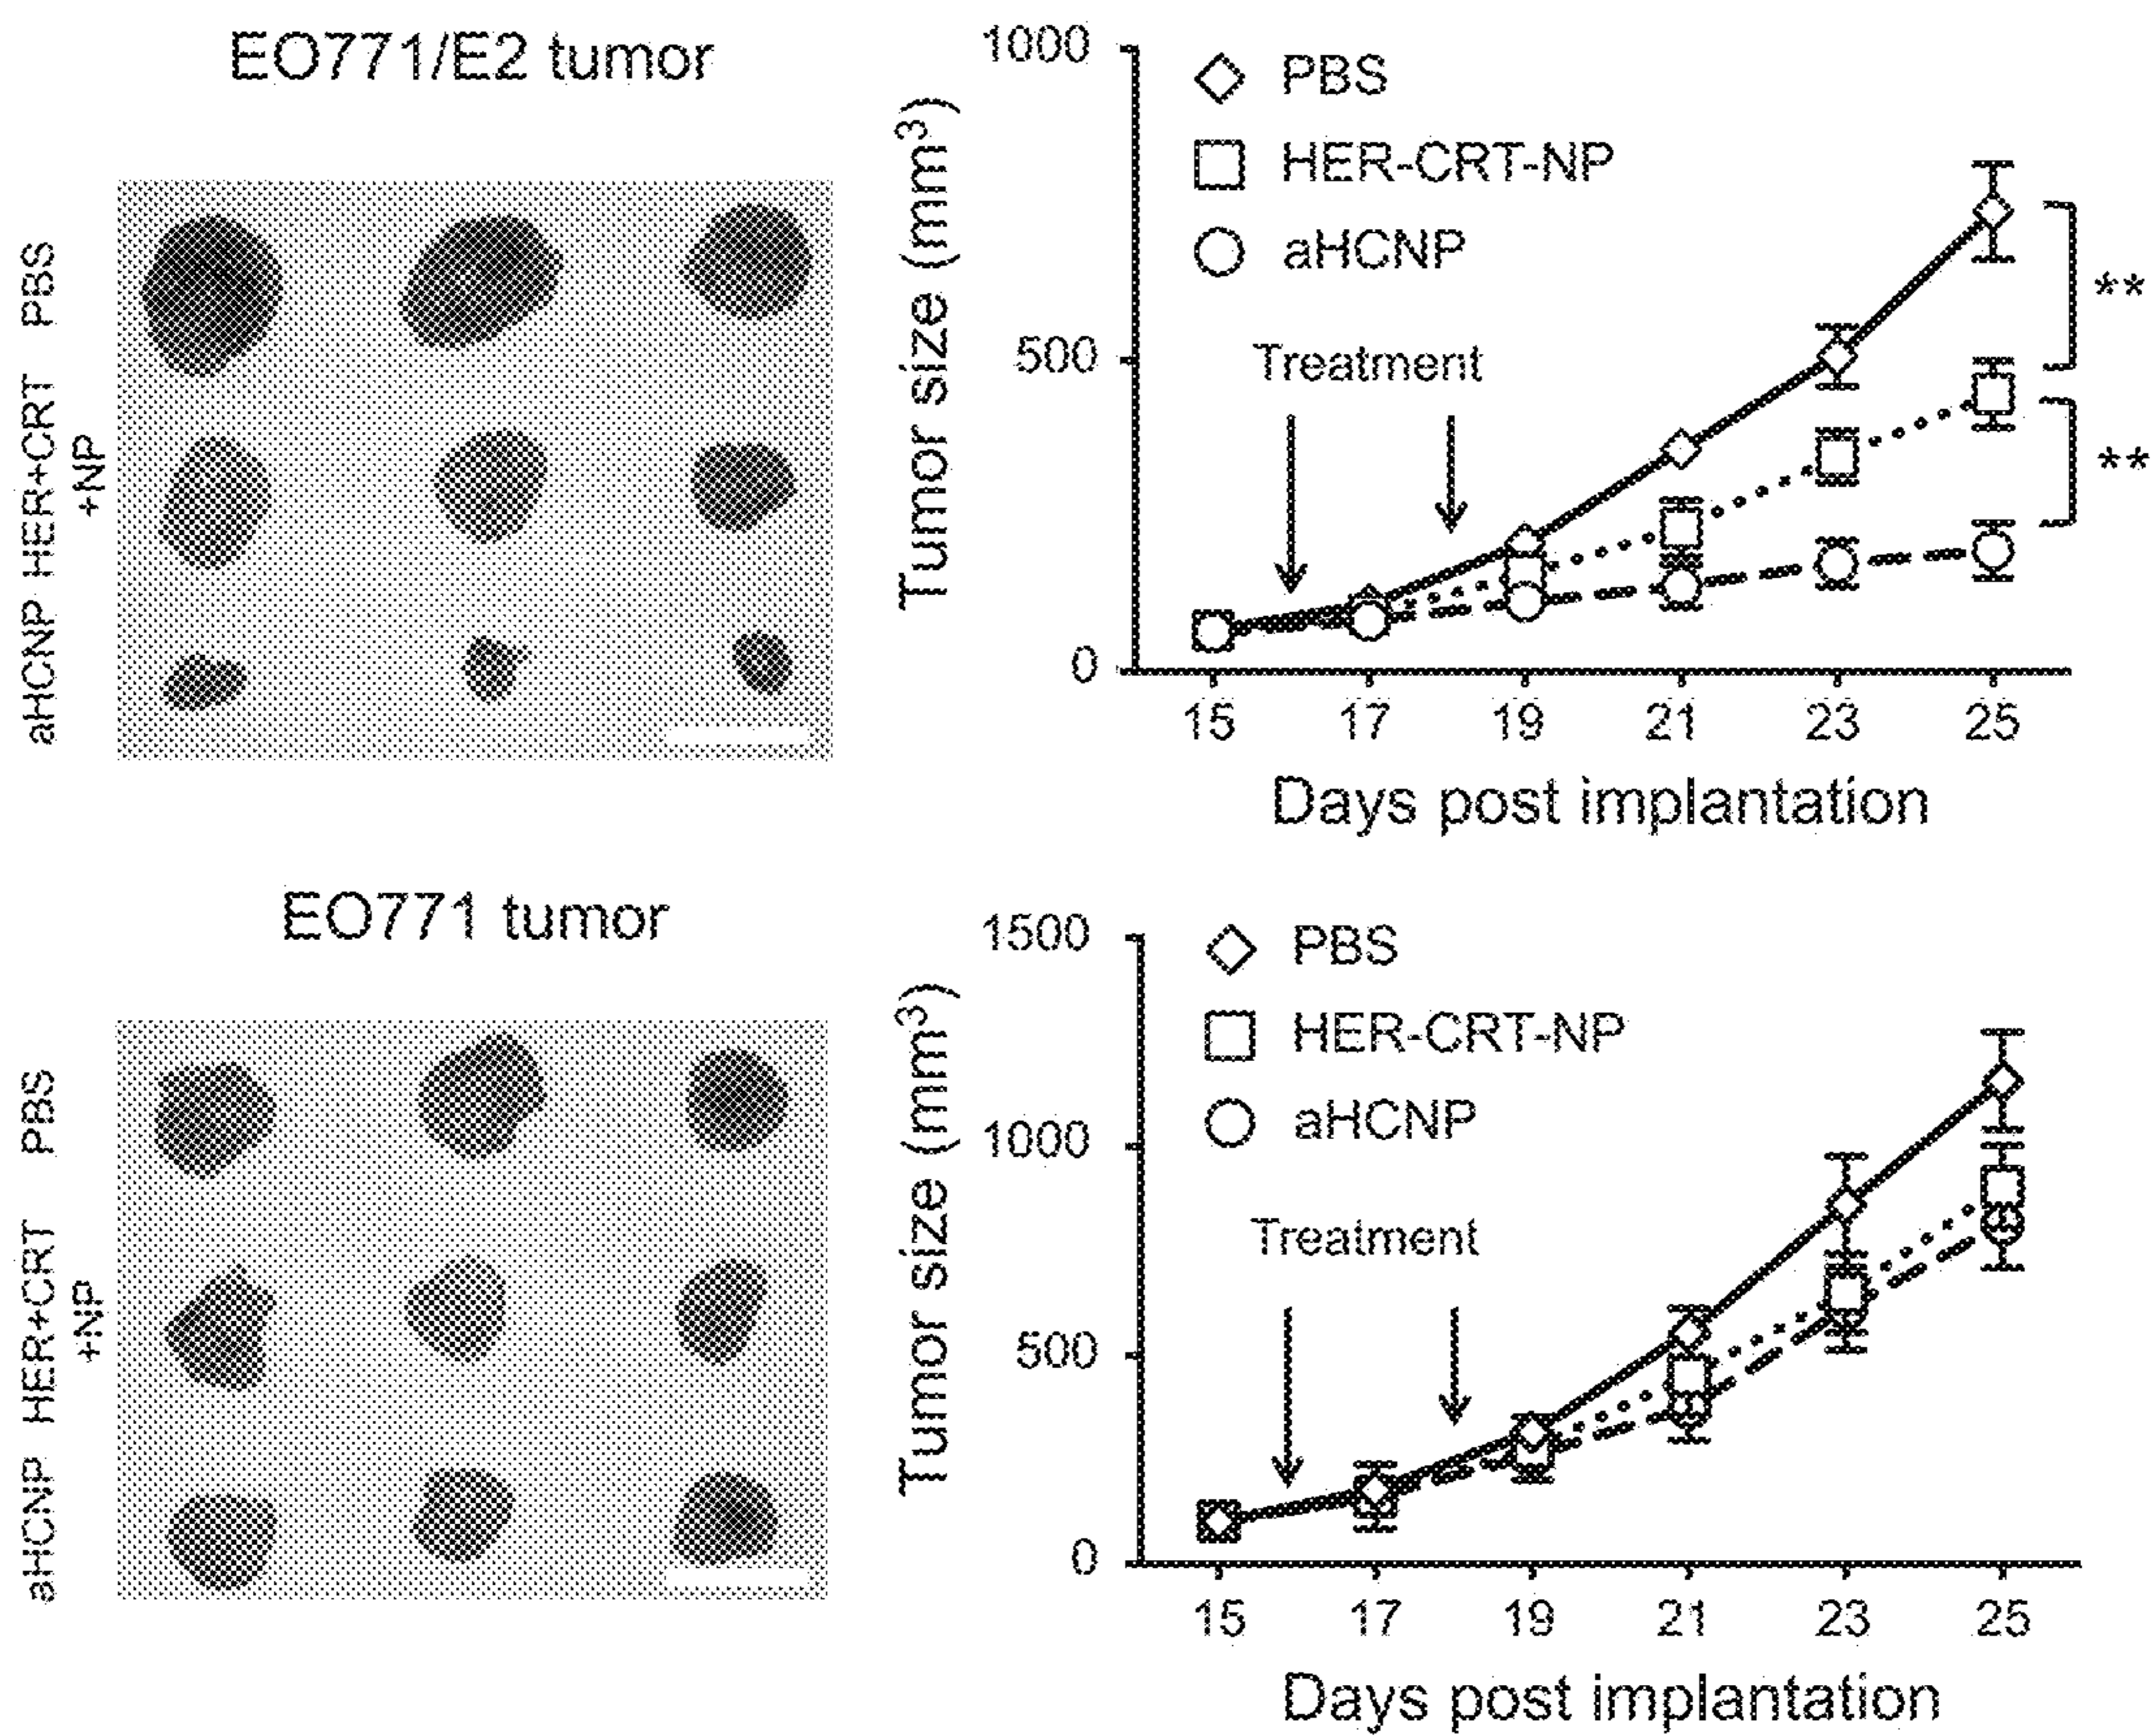 EO771/E2 tumor
PBS
HER+CRT
+NP
aHCNP
Tumor size (mm³)
1000
500
0
PBS
HER-CRT-NP
aHCNP
Treatment
**
**
15 17 19 21 23 25
Days post implantation
EO771 tumor
PBS
HER+CRT
+NP
aHCNP
Tumor size (mm³)
1500
1000
500
0
PBS
HER-CRT-NP
aHCNP
Treatment
15 17 19 21 23 25
Days post implantation